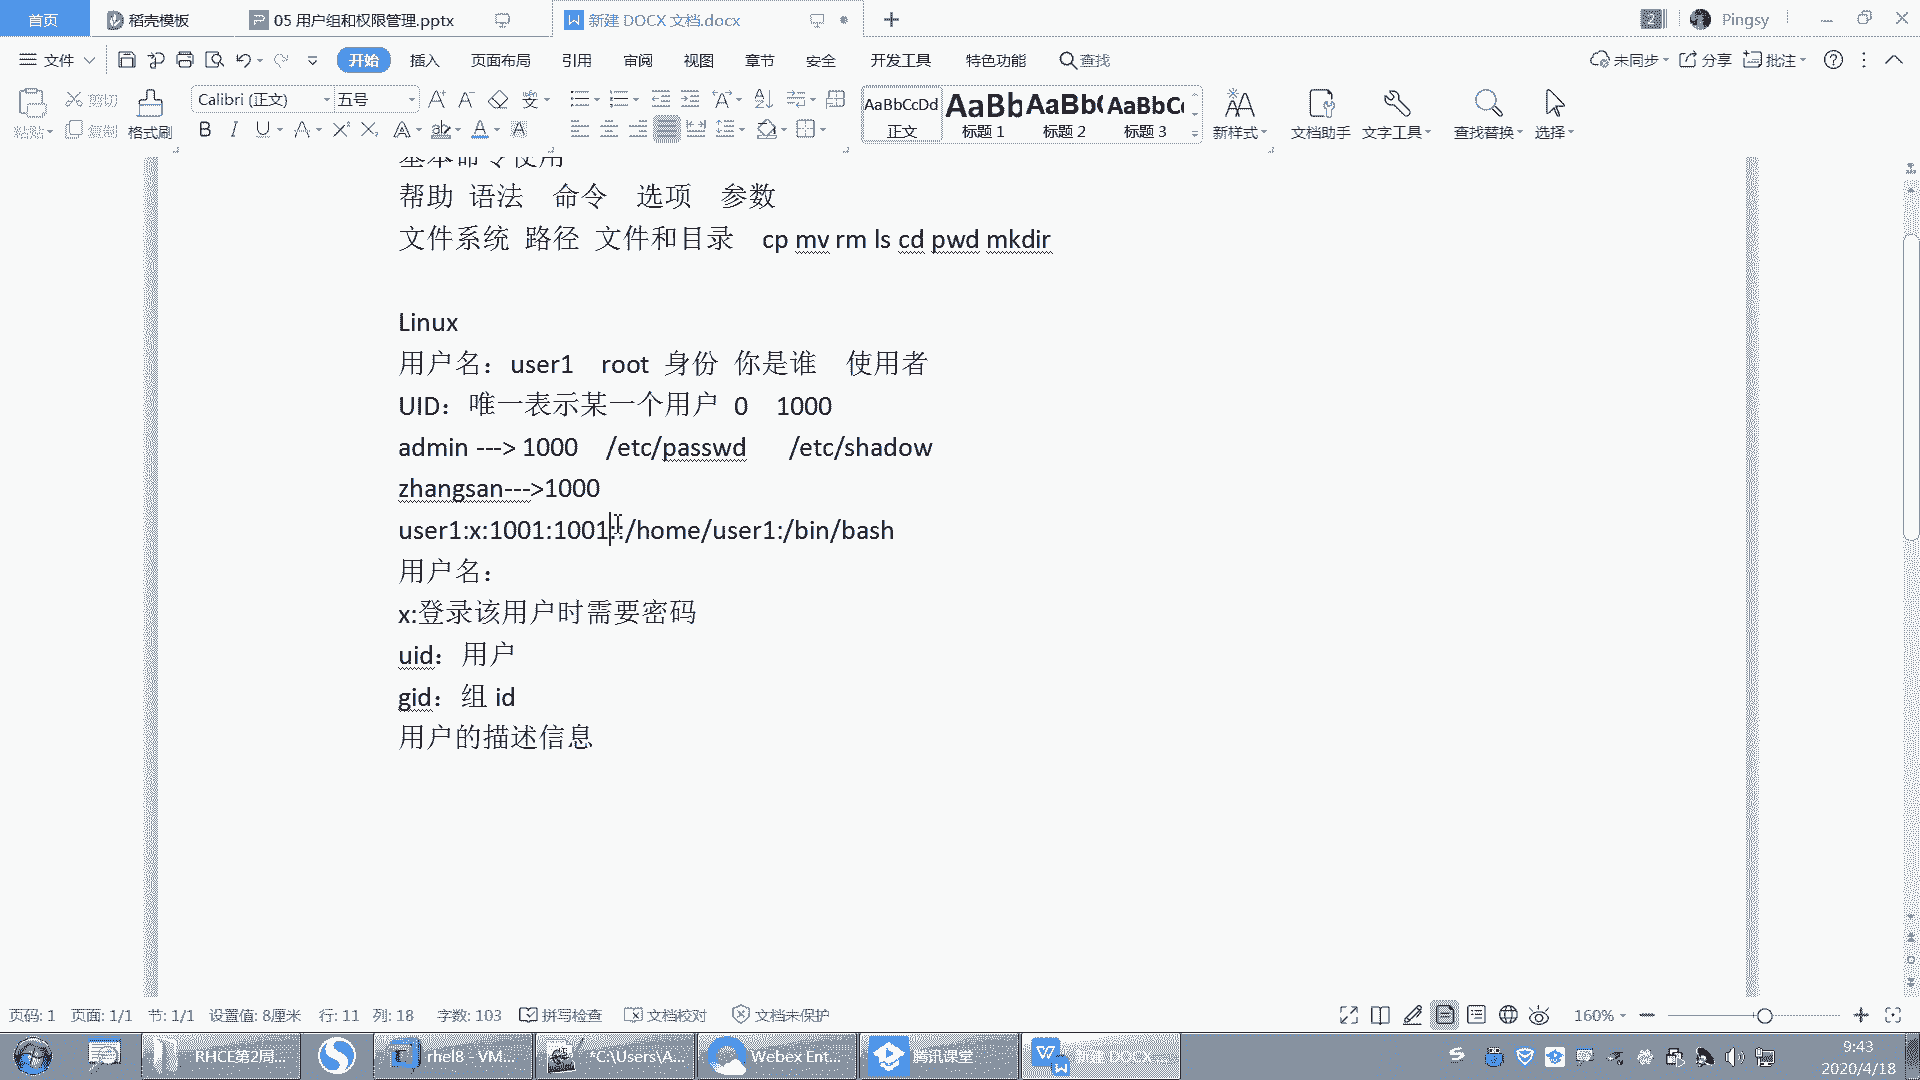 首页
稻壳模板
05 用户组和权限管理.pptx
新建 DOCX 文档.docx
2
Pingsy
文件
开始
插入
页面布局
引用
审阅
视图
章节
安全
开发工具
特色功能
查找
未同步
分享
批注
粘贴
剪切
复制
格式刷
Calibri (正文)
五号
AaBbCcDd
正文
AaBb
标题 1
AaBb(
标题 2
AaBbC
标题 3
新样式
文档助手
文字工具
查找替换
选择
基本命令使用
帮助 语法 命令 选项 参数
文件系统 路径 文件和目录 cp mv rm ls cd pwd mkdir
Linux
用户名：user1 root 身份 你是谁 使用者
UID：唯一表示某一个用户 0 1000
admin ---> 1000 /etc/passwd /etc/shadow
zhangsan--->1000
user1:x:1001:1001::/home/user1:/bin/bash
用户名：
x:登录该用户时需要密码
uid：用户
gid：组 id
用户的描述信息
页码: 1 页面: 1/1 节: 1/1 设置值: 8厘米 行: 11 列: 18 字数: 103 拼写检查 文档校对 文档未保护
160%
RHCE第2周...
rhel8 - VM...
*C:\Users\A...
Webex Ent...
腾讯课堂
新建 DOCX ...
9:43
2020/4/18